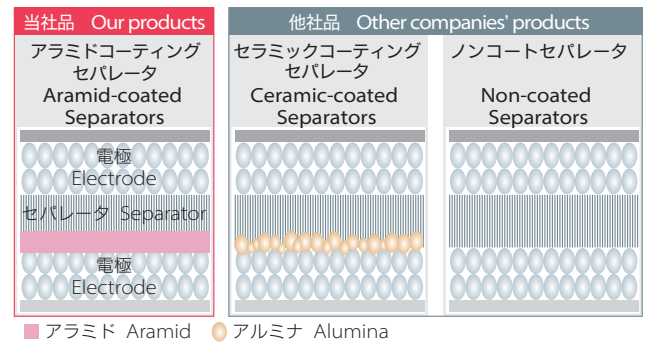 当社品 Our products
アラミドコーティング
セパレータ
Aramid-coated
Separators
電極
Electrode
セパレータ Separator
電極
Electrode
他社品 Other companies' products
セラミックコーティング
セパレータ
Ceramic-coated
Separators
ノンコートセパレータ
Non-coated
Separators
アラミド Aramid
アルミナ Alumina